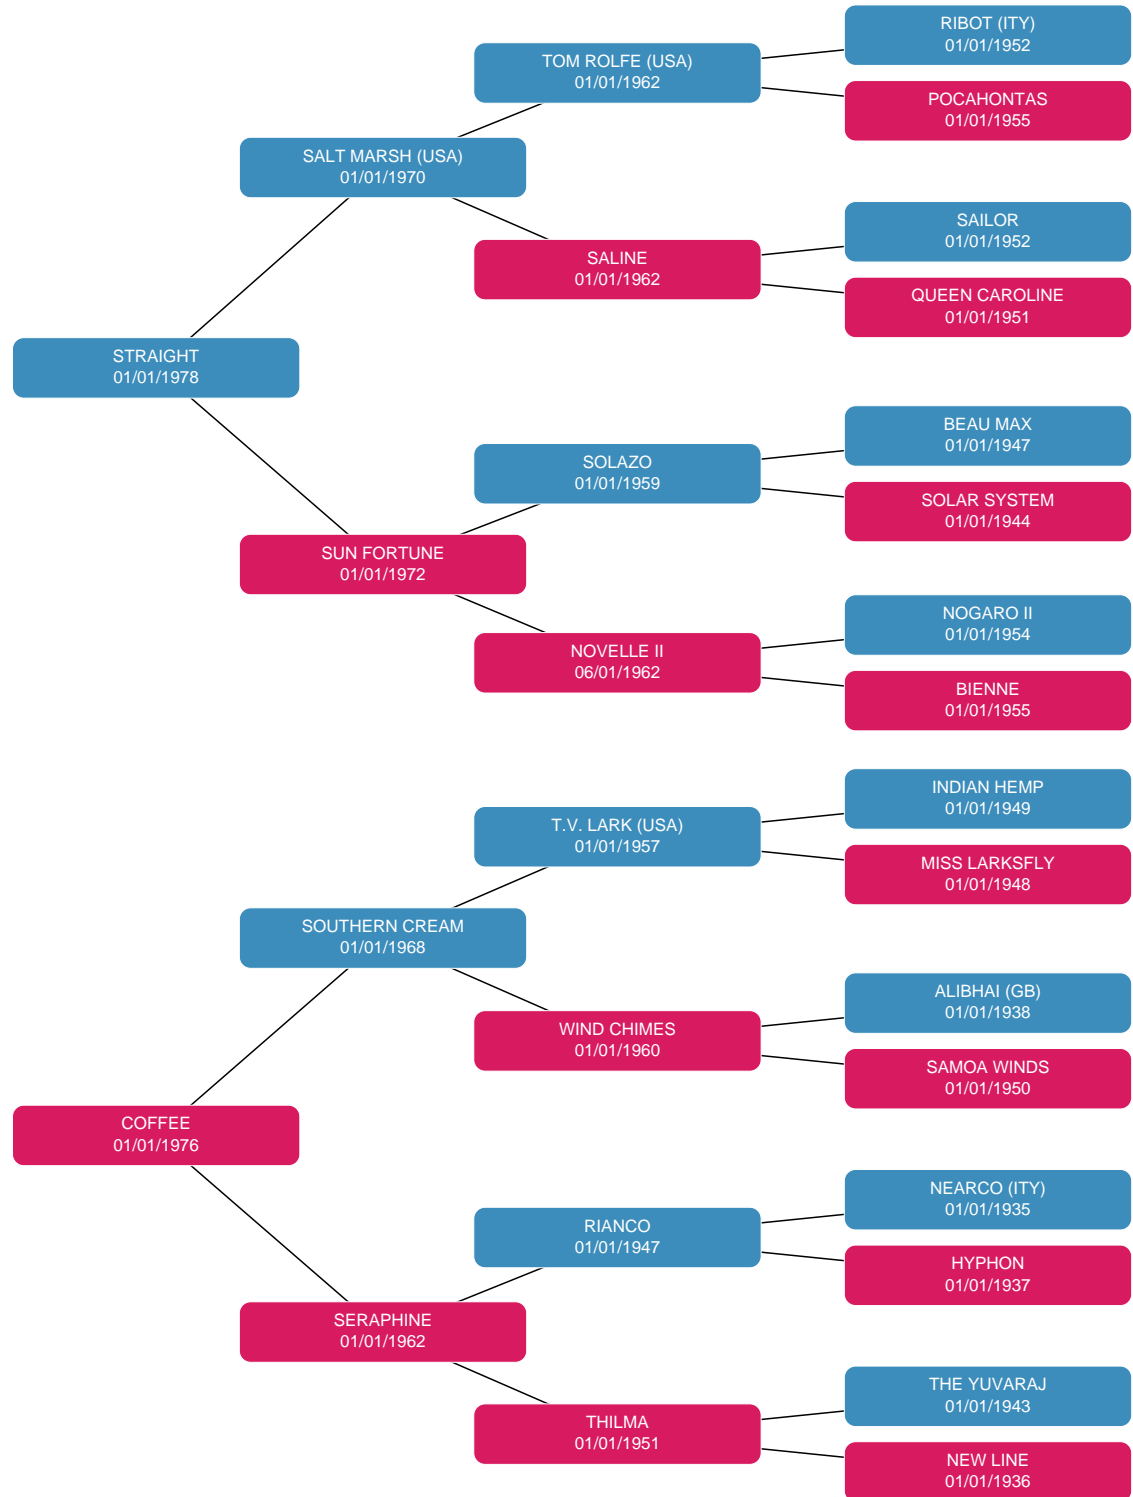 RIBOT (ITY)
01/01/1952
TOM ROLFE (USA)
01/01/1962
POCAHONTAS
01/01/1955
SALT MARSH (USA)
01/01/1970
SAILOR
01/01/1952
SALINE
01/01/1962
QUEEN CAROLINE
01/01/1951
STRAIGHT
01/01/1978
BEAU MAX
01/01/1947
SOLAZO
01/01/1959
SOLAR SYSTEM
01/01/1944
SUN FORTUNE
01/01/1972
NOGARO II
01/01/1954
NOVELLE II
06/01/1962
BIENNE
01/01/1955
INDIAN HEMP
01/01/1949
T.V. LARK (USA)
01/01/1957
MISS LARKSFLY
01/01/1948
SOUTHERN CREAM
01/01/1968
ALIBHAI (GB)
01/01/1938
WIND CHIMES
01/01/1960
SAMOA WINDS
01/01/1950
COFFEE
01/01/1976
NEARCO (ITY)
01/01/1935
RIANCO
01/01/1947
HYPHON
01/01/1937
SERAPHINE
01/01/1962
THE YUVARAJ
01/01/1943
THILMA
01/01/1951
NEW LINE
01/01/1936